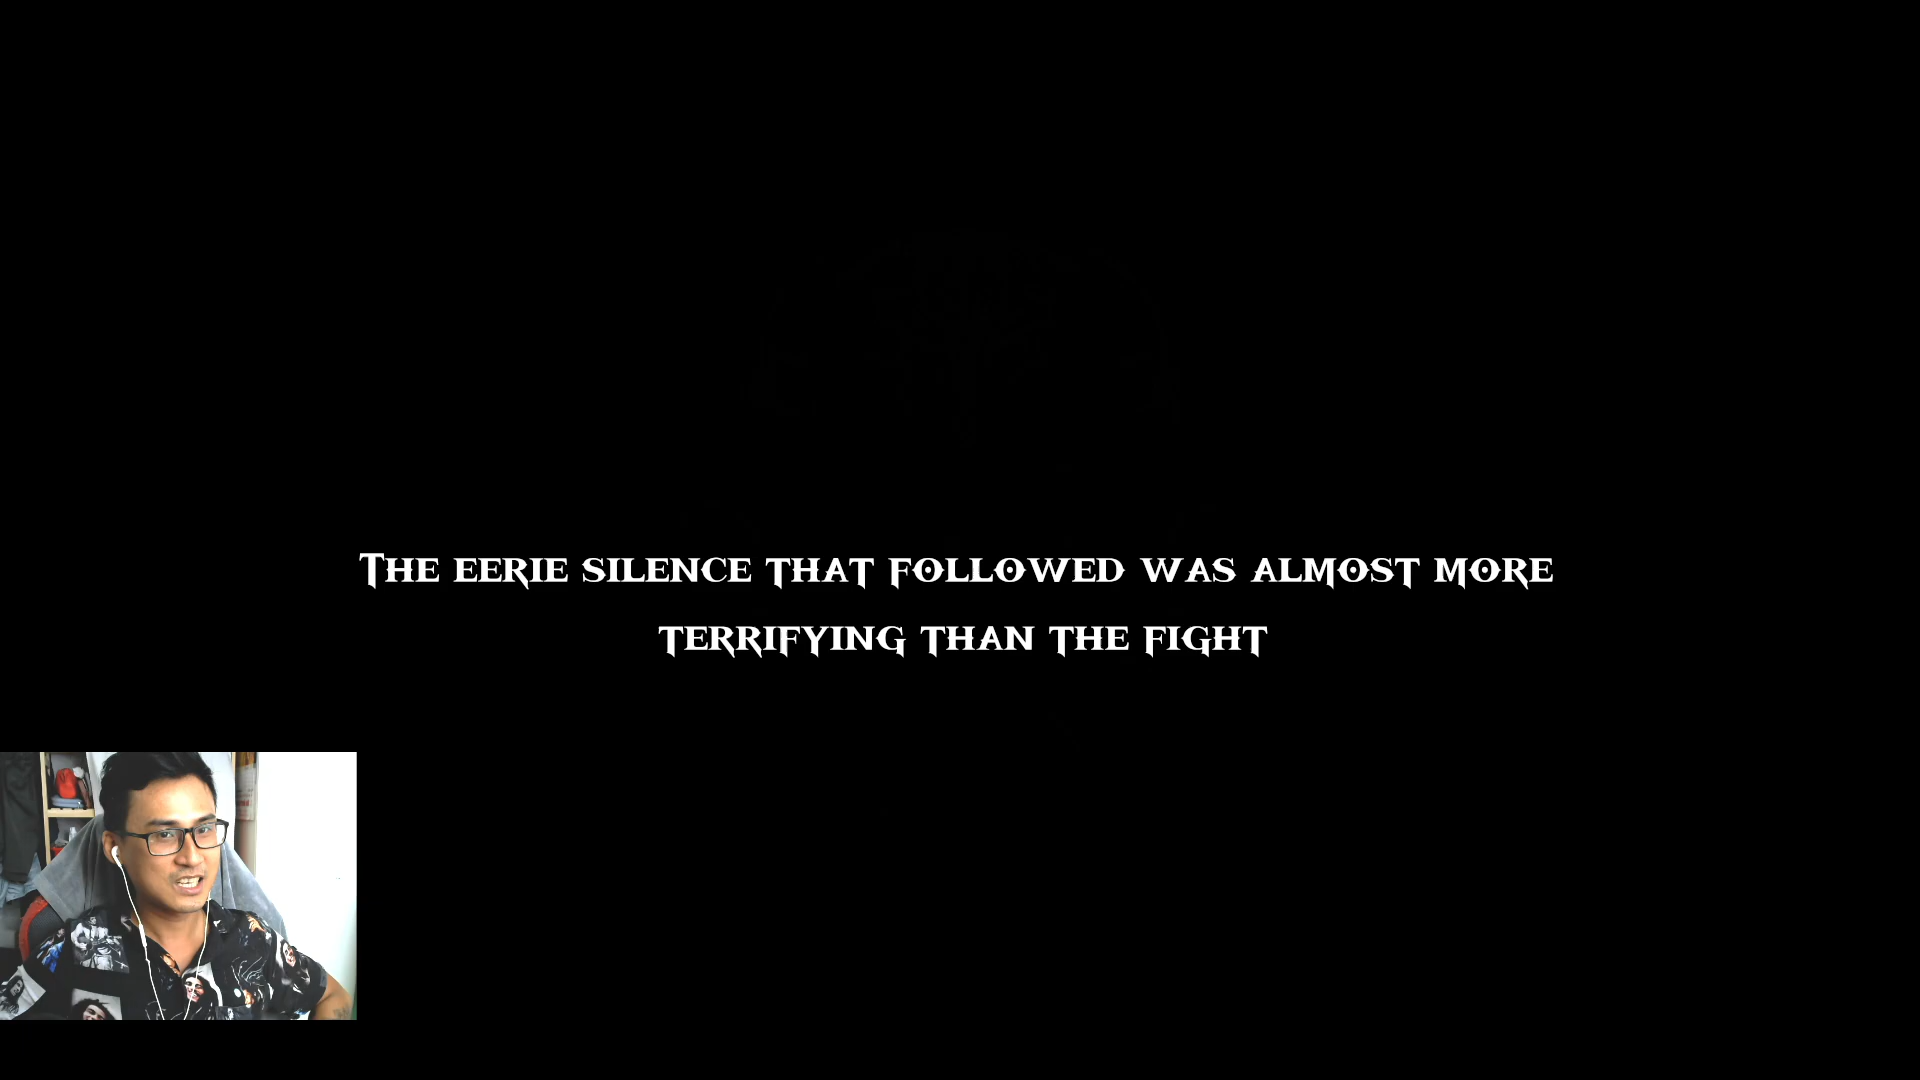 The eerie silence that followed was almost more
terrifying than the fight